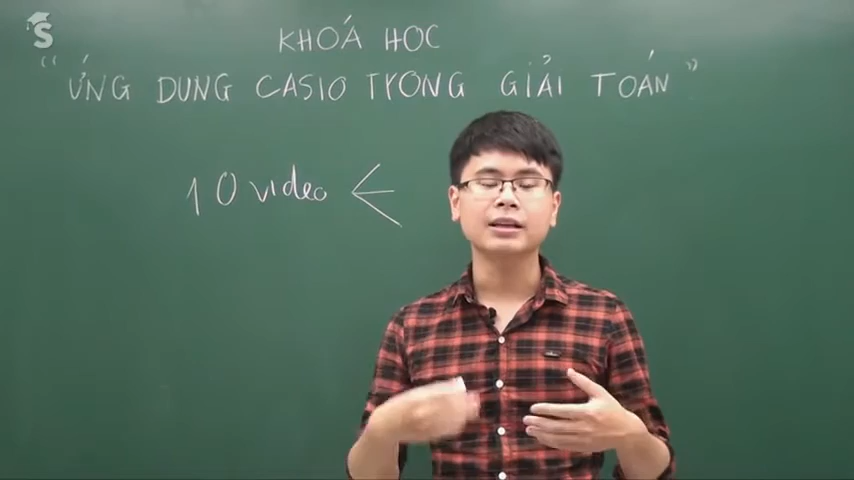 S
KHOÁ HỌC
" ỨNG DỤNG CASIO TRONG GIẢI TOÁN "
10 video